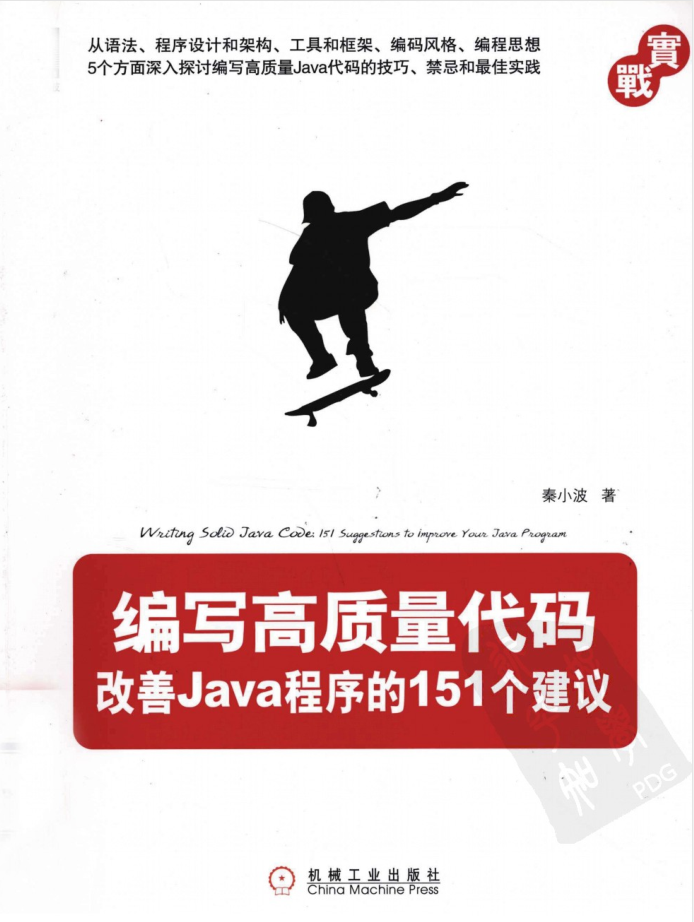 从语法、程序设计和架构、工具和框架、编码风格、编程思想
5个方面深入探讨编写高质量Java代码的技巧、禁忌和最佳实践
實
戰
秦小波 著
Writing Solid Java Code: 151 Suggestions to Improve Your Java Program
编写高质量代码
改善Java程序的151个建议
PDG
机械工业出版社
China Machine Press